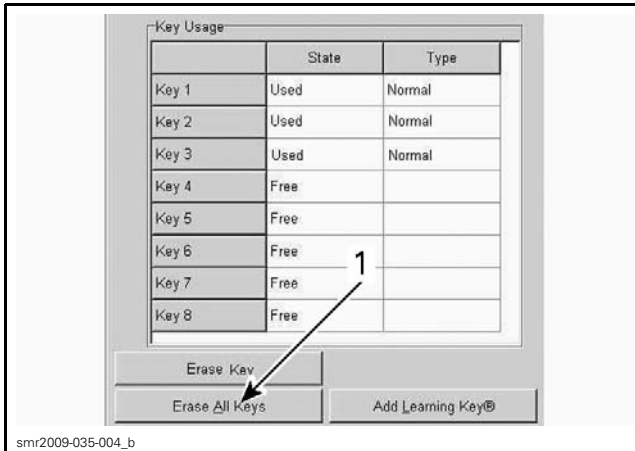 Key Usage
State Type
Key 1 Used Normal
Key 2 Used Normal
Key 3 Used Normal
Key 4 Free
Key 5 Free
Key 6 Free
Key 7 Free
Key 8 Free
1
Erase Key
Erase All Keys Add Learning Key®
smr2009-035-004_b